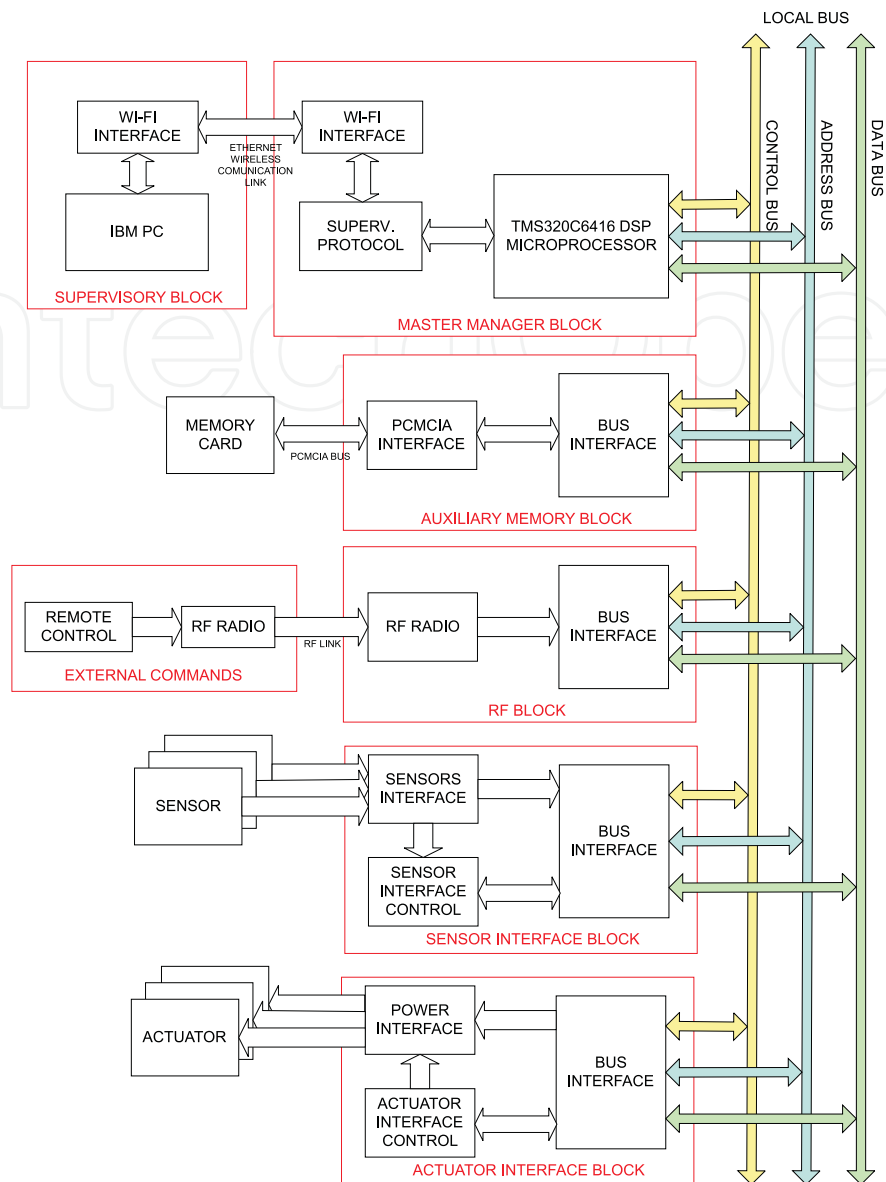 LOCAL BUS
CONTROL BUS
ADDRESS BUS
DATA BUS
WI-FI
INTERFACE
ETHERNET
WIRELESS
COMUNICATION
LINK
WI-FI
INTERFACE
IBM PC
SUPERV.
PROTOCOL
TMS320C6416 DSP
MICROPROCESSOR
SUPERVISORY BLOCK
MASTER MANAGER BLOCK
MEMORY
CARD
PCMCIA BUS
PCMCIA
INTERFACE
BUS
INTERFACE
AUXILIARY MEMORY BLOCK
REMOTE
CONTROL
RF RADIO
RF LINK
RF RADIO
BUS
INTERFACE
EXTERNAL COMMANDS
RF BLOCK
SENSOR
SENSORS
INTERFACE
SENSOR
INTERFACE
CONTROL
BUS
INTERFACE
SENSOR INTERFACE BLOCK
ACTUATOR
POWER
INTERFACE
ACTUATOR
INTERFACE
CONTROL
BUS
INTERFACE
ACTUATOR INTERFACE BLOCK